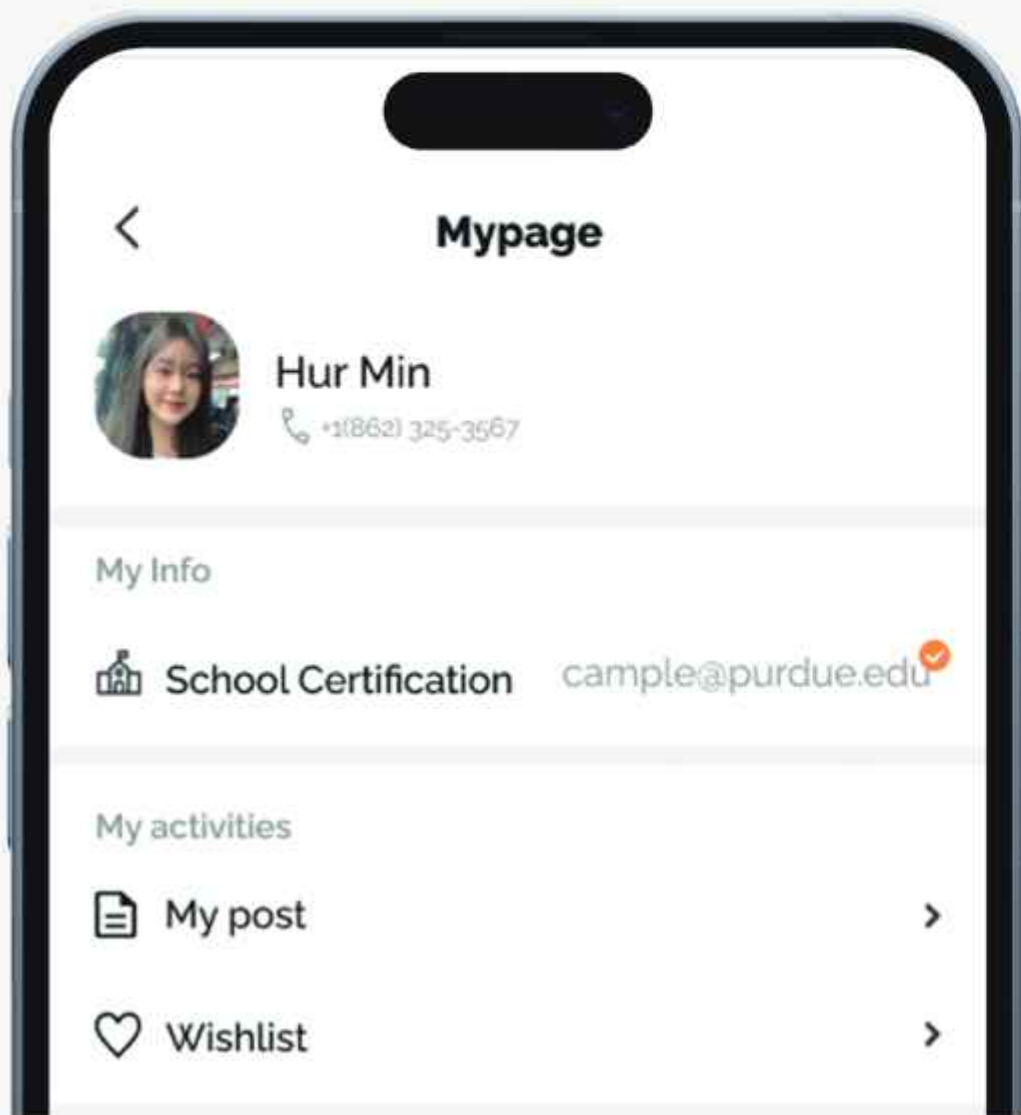 Mypage
Hur Min
+1(862) 325-3567
My Info
School Certification cample@purdue.edu
My activities
My post
Wishlist